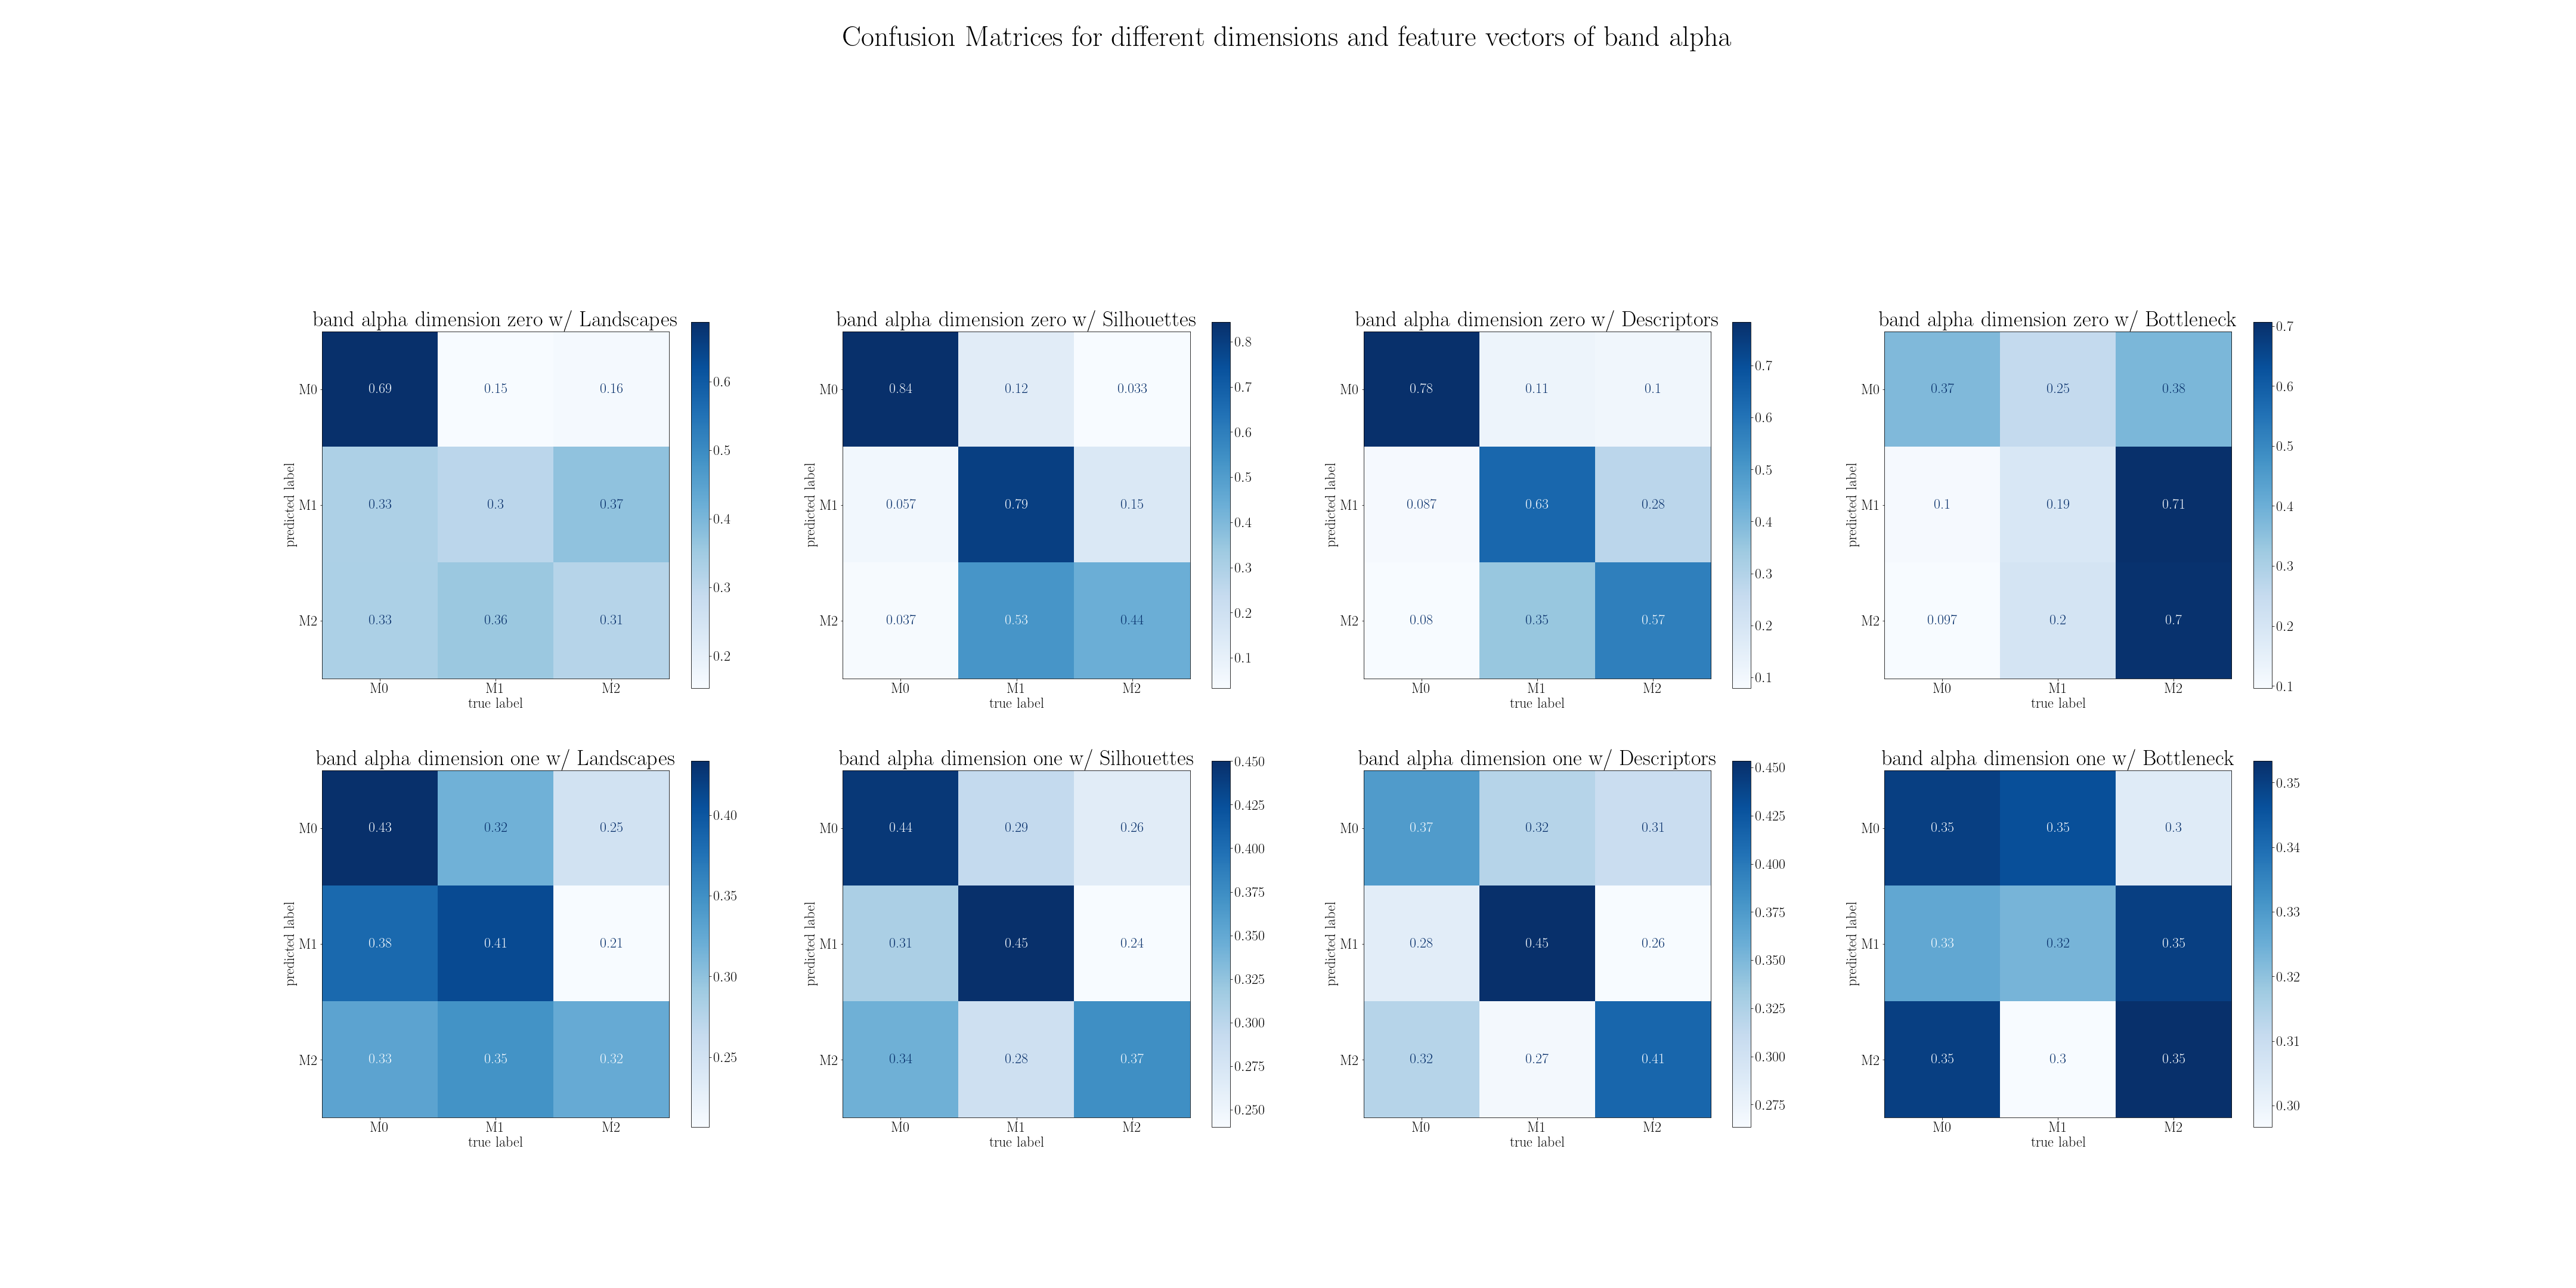 Confusion Matrices for different dimensions and feature vectors of band alpha
band alpha dimension zero w/ Landscapes
predicted label
M0 0.69 0.15 0.16
M1 0.33 0.3 0.37
M2 0.33 0.36 0.31
M0 M1 M2
true label
0.6
0.5
0.4
0.3
0.2
band alpha dimension zero w/ Silhouettes
predicted label
M0 0.84 0.12 0.033
M1 0.057 0.79 0.15
M2 0.037 0.53 0.44
M0 M1 M2
true label
0.8
0.7
0.6
0.5
0.4
0.3
0.2
0.1
band alpha dimension zero w/ Descriptors
predicted label
M0 0.78 0.11 0.1
M1 0.087 0.63 0.28
M2 0.08 0.35 0.57
M0 M1 M2
true label
0.7
0.6
0.5
0.4
0.3
0.2
0.1
band alpha dimension zero w/ Bottleneck
predicted label
M0 0.37 0.25 0.38
M1 0.1 0.19 0.71
M2 0.097 0.2 0.7
M0 M1 M2
true label
0.7
0.6
0.5
0.4
0.3
0.2
0.1
band alpha dimension one w/ Landscapes
predicted label
M0 0.43 0.32 0.25
M1 0.38 0.41 0.21
M2 0.33 0.35 0.32
M0 M1 M2
true label
0.40
0.35
0.30
0.25
band alpha dimension one w/ Silhouettes
predicted label
M0 0.44 0.29 0.26
M1 0.31 0.45 0.24
M2 0.34 0.28 0.37
M0 M1 M2
true label
0.450
0.425
0.400
0.375
0.350
0.325
0.300
0.275
0.250
band alpha dimension one w/ Descriptors
predicted label
M0 0.37 0.32 0.31
M1 0.28 0.45 0.26
M2 0.32 0.27 0.41
M0 M1 M2
true label
0.450
0.425
0.400
0.375
0.350
0.325
0.300
0.275
band alpha dimension one w/ Bottleneck
predicted label
M0 0.35 0.35 0.3
M1 0.33 0.32 0.35
M2 0.35 0.3 0.35
M0 M1 M2
true label
0.35
0.34
0.33
0.32
0.31
0.30